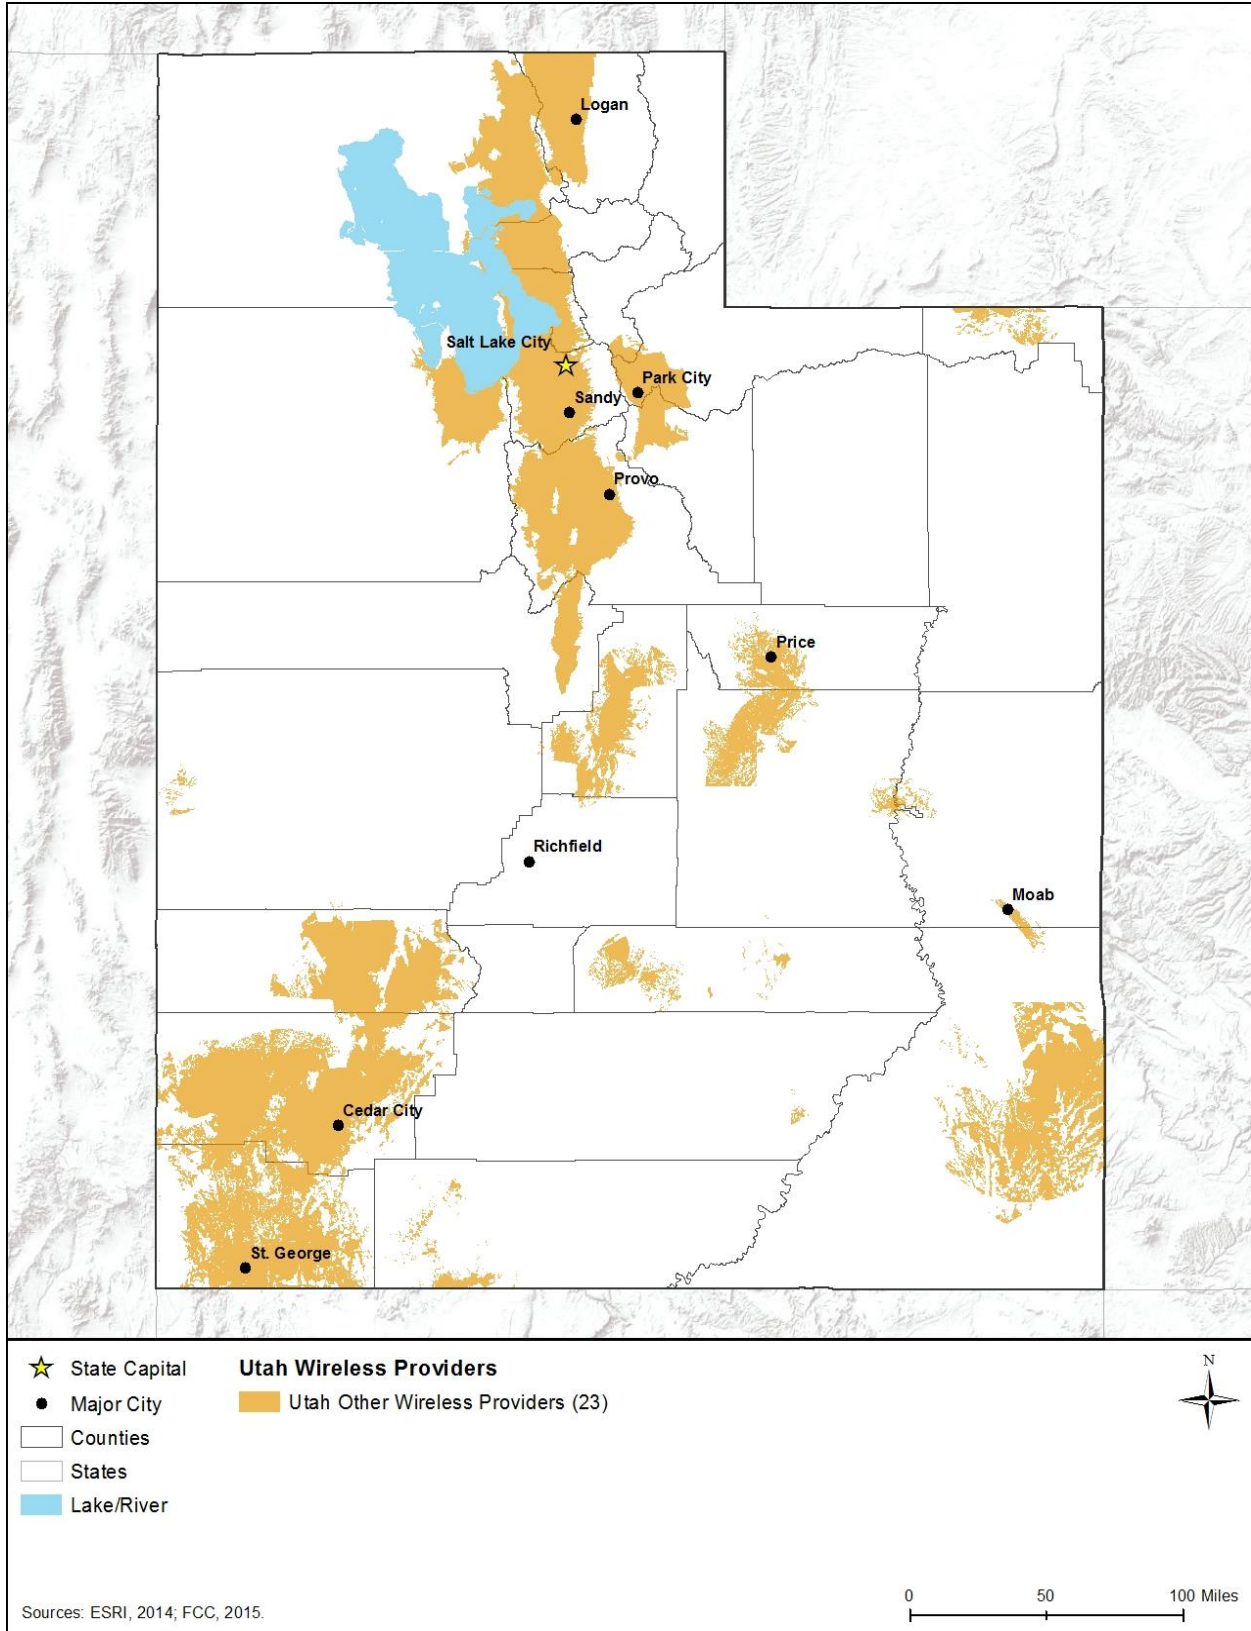 Logan
Salt Lake City
Park City
Sandy
Provo
Price
Richfield
Moab
Cedar City
St. George
State Capital
Major City
Counties
States
Lake/River
Utah Wireless Providers
Utah Other Wireless Providers (23)
N
Sources: ESRI, 2014; FCC, 2015.
0 50 100 Miles